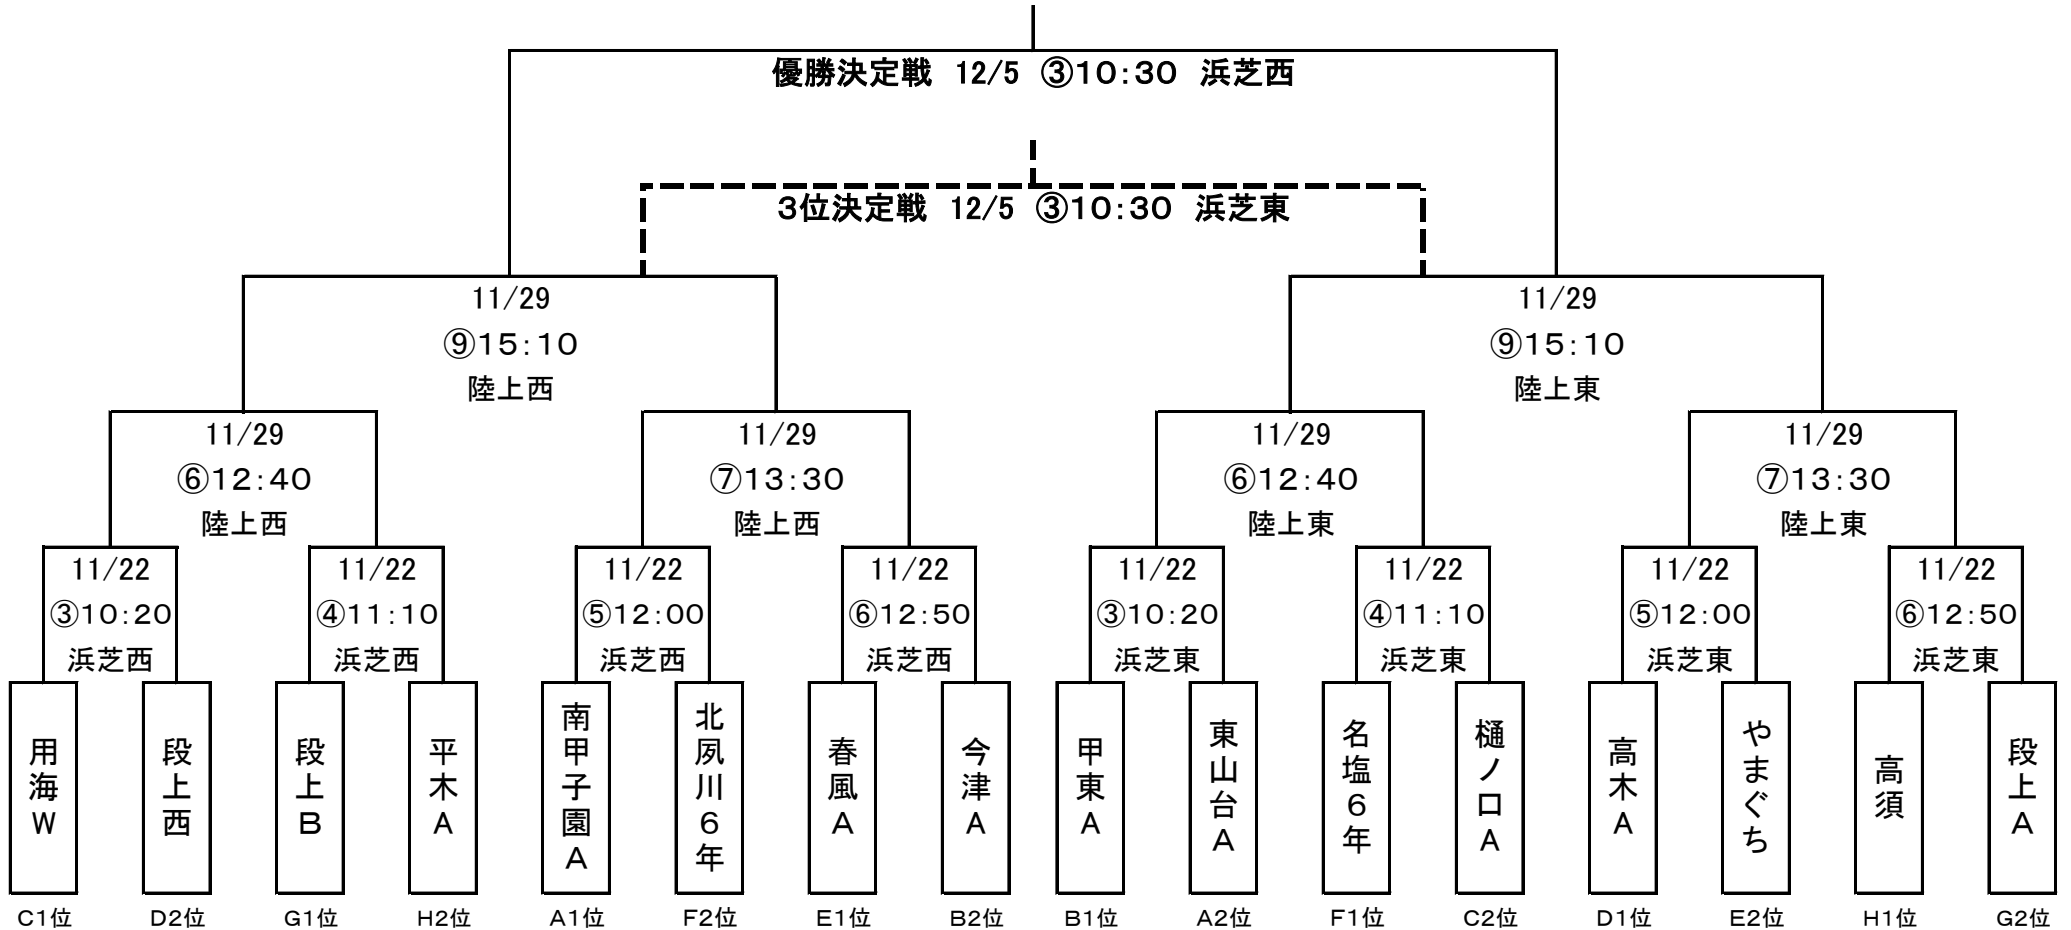 優勝決定戦 12/5 ③10:30 浜芝西
3位決定戦 12/5 ③10:30 浜芝東
11/29
⑨15:10
陸上西
11/29
⑨15:10
陸上東
11/29
⑥12:40
陸上西
11/29
⑦13:30
陸上西
11/29
⑥12:40
陸上東
11/29
⑦13:30
陸上東
11/22
③10:20
浜芝西
11/22
④11:10
浜芝西
11/22
⑤12:00
浜芝西
11/22
⑥12:50
浜芝西
11/22
③10:20
浜芝東
11/22
④11:10
浜芝東
11/22
⑤12:00
浜芝東
11/22
⑥12:50
浜芝東
用海W
段上西
段上B
平木A
南甲子園A
北夙川6年
春風A
今津A
甲東A
東山台A
名塩6年
樋ノ口A
高木A
やまぐち
高須
段上A
C1位
D2位
G1位
H2位
A1位
F2位
E1位
B2位
B1位
A2位
F1位
C2位
D1位
E2位
H1位
G2位